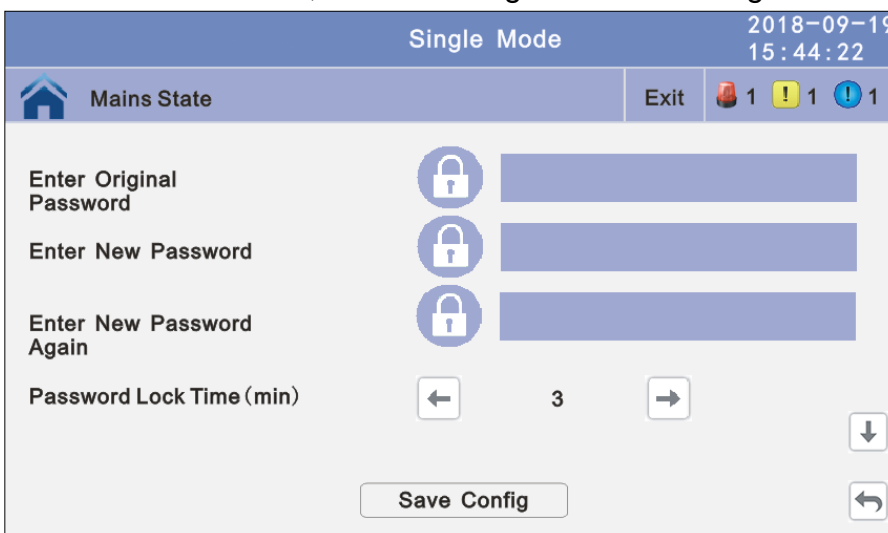 Single Mode
2018-09-19
15:44:22
Mains State
Exit
1
! 1
! 1
Enter Original
Password
Enter New Password
Enter New Password
Again
Password Lock Time(min)
3
Save Config